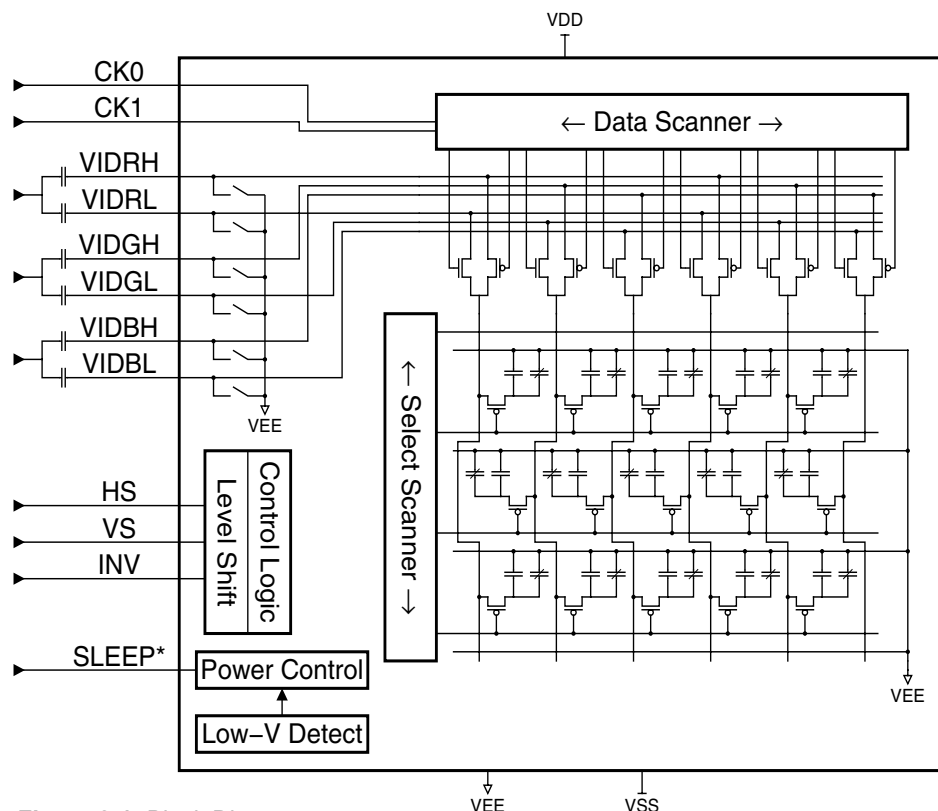 VDD
CK0
CK1
← Data Scanner →
VIDRH
VIDRL
VIDGH
VIDGL
VIDBH
VIDBL
VEE
← Select Scanner →
HS
VS
INV
Level Shift
Control Logic
SLEEP*
Power Control
Low−V Detect
VEE
VEE
VSS